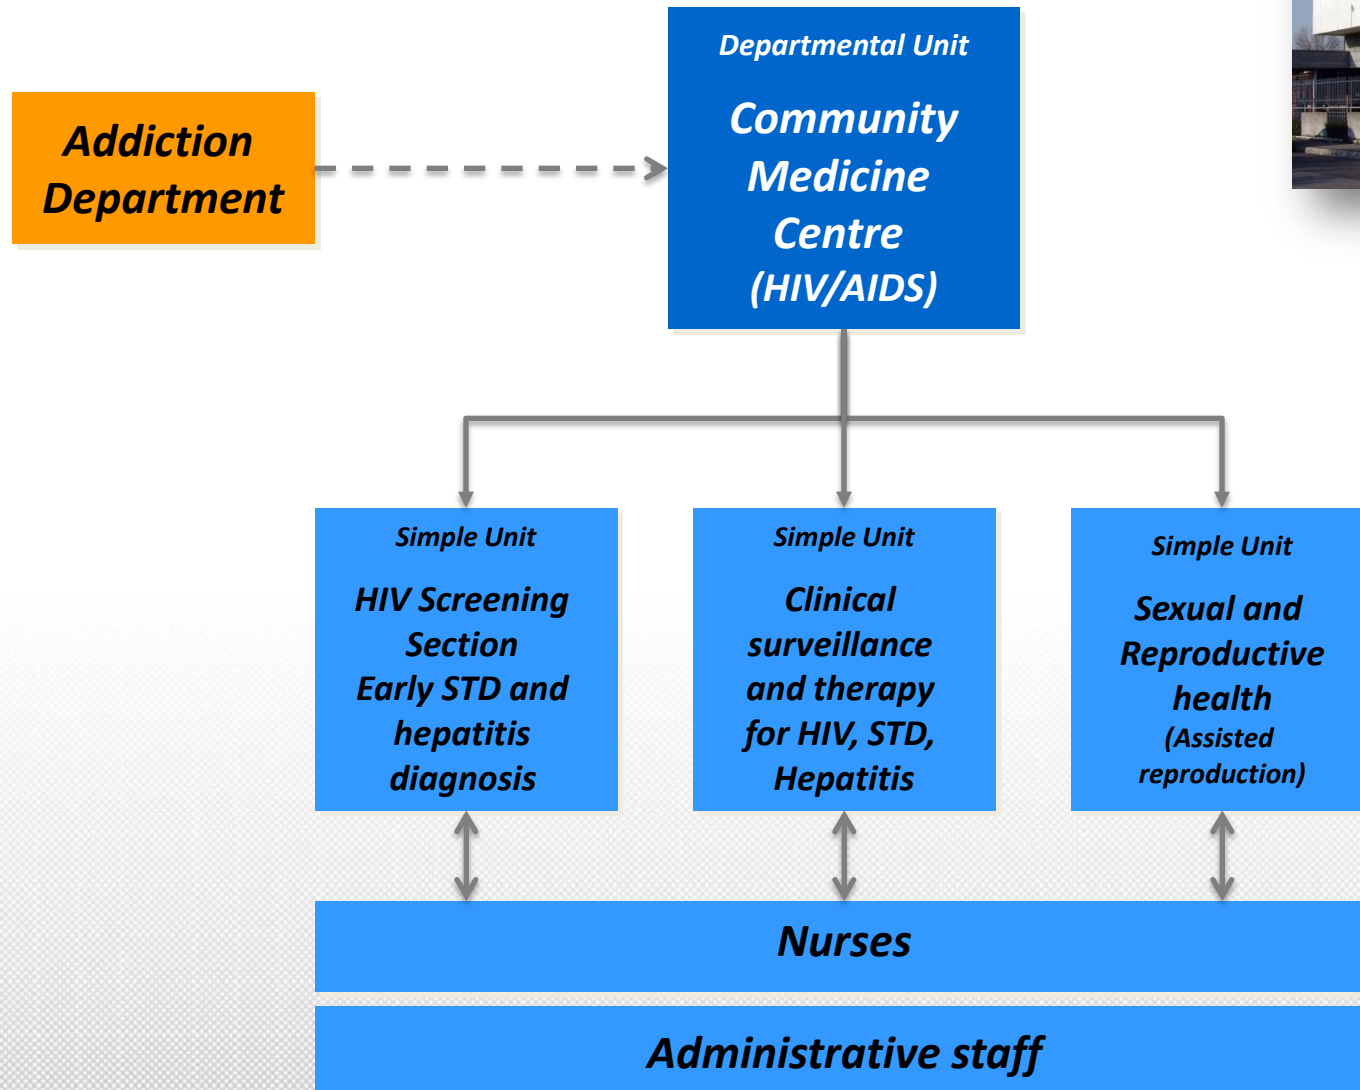 Departmental Unit
Community
Medicine
Centre
(HIV/AIDS)
Addiction
Department
Simple Unit
HIV Screening
Section
Early STD and
hepatitis
diagnosis
Simple Unit
Clinical
surveillance
and therapy
for HIV, STD,
Hepatitis
Simple Unit
Sexual and
Reproductive
health
(Assisted
reproduction)
Nurses
Administrative staff